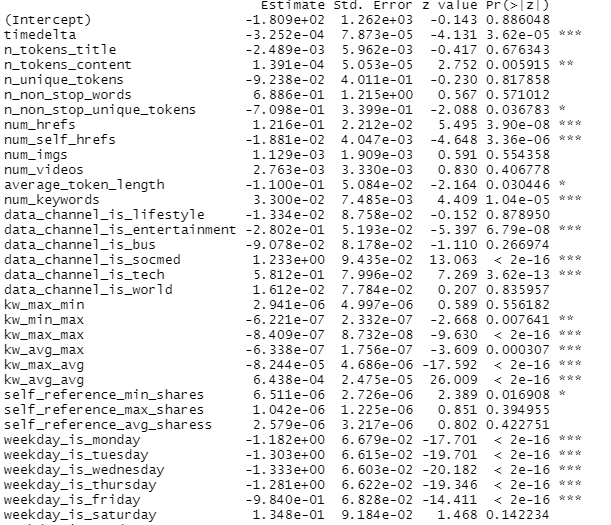 Estimate Std. Error z value Pr(>|z|)
(Intercept) -1.809e+02 1.262e+03 -0.143 0.886048
timedelta -3.252e-04 7.873e-05 -4.131 3.62e-05 ***
n_tokens_title -2.489e-03 5.962e-03 -0.417 0.676343
n_tokens_content 1.391e-04 5.053e-05 2.752 0.005915 **
n_unique_tokens -9.238e-02 4.011e-01 -0.230 0.817858
n_non_stop_words 6.886e-01 1.215e+00 0.567 0.571012
n_non_stop_unique_tokens -7.098e-01 3.399e-01 -2.088 0.036783 *
num_hrefs 1.216e-01 2.212e-02 5.495 3.90e-08 ***
num_self_hrefs -1.881e-02 4.047e-03 -4.648 3.36e-06 ***
num_imgs 1.129e-03 1.909e-03 0.591 0.554358
num_videos 2.763e-03 3.330e-03 0.830 0.406778
average_token_length -1.100e-01 5.084e-02 -2.164 0.030446 *
num_keywords 3.300e-02 7.485e-03 4.409 1.04e-05 ***
data_channel_is_lifestyle -1.334e-02 8.758e-02 -0.152 0.878950
data_channel_is_entertainment -2.802e-01 5.193e-02 -5.397 6.79e-08 ***
data_channel_is_bus -9.078e-02 8.178e-02 -1.110 0.266974
data_channel_is_socmed 1.233e+00 9.435e-02 13.063 < 2e-16 ***
data_channel_is_tech 5.812e-01 7.996e-02 7.269 3.62e-13 ***
data_channel_is_world 1.612e-02 7.784e-02 0.207 0.835957
kw_max_min 2.941e-06 4.997e-06 0.589 0.556182
kw_min_max -6.221e-07 2.332e-07 -2.668 0.007641 **
kw_max_max -8.409e-07 8.732e-08 -9.630 < 2e-16 ***
kw_avg_max -6.338e-07 1.756e-07 -3.609 0.000307 ***
kw_max_avg -8.244e-05 4.686e-06 -17.592 < 2e-16 ***
kw_avg_avg 6.438e-04 2.475e-05 26.009 < 2e-16 ***
self_reference_min_shares 6.511e-06 2.726e-06 2.389 0.016908 *
self_reference_max_shares 1.042e-06 1.225e-06 0.851 0.394955
self_reference_avg_sharess 2.579e-06 3.217e-06 0.802 0.422751
weekday_is_monday -1.182e+00 6.679e-02 -17.701 < 2e-16 ***
weekday_is_tuesday -1.303e+00 6.615e-02 -19.701 < 2e-16 ***
weekday_is_wednesday -1.333e+00 6.603e-02 -20.182 < 2e-16 ***
weekday_is_thursday -1.281e+00 6.622e-02 -19.346 < 2e-16 ***
weekday_is_friday -9.840e-01 6.828e-02 -14.411 < 2e-16 ***
weekday_is_saturday 1.348e-01 9.184e-02 1.468 0.142234